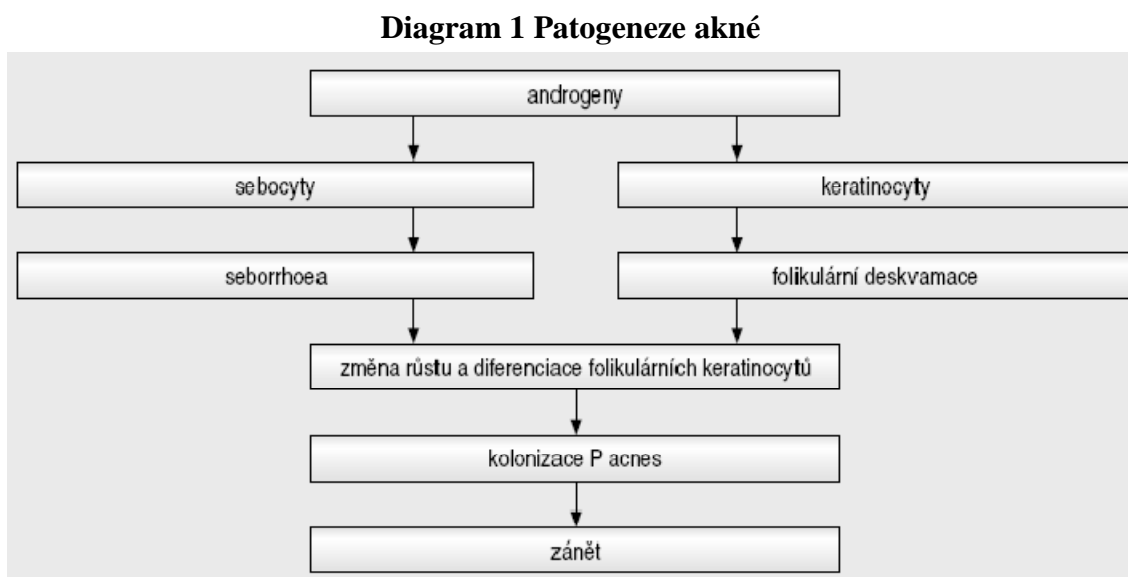 Diagram 1 Patogeneze akné
androgeny
sebocyty
keratinocyty
seborrhoea
folikulární deskvamace
změna růstu a diferenciace folikulárních keratinocytů
kolonizace P acnes
zánět